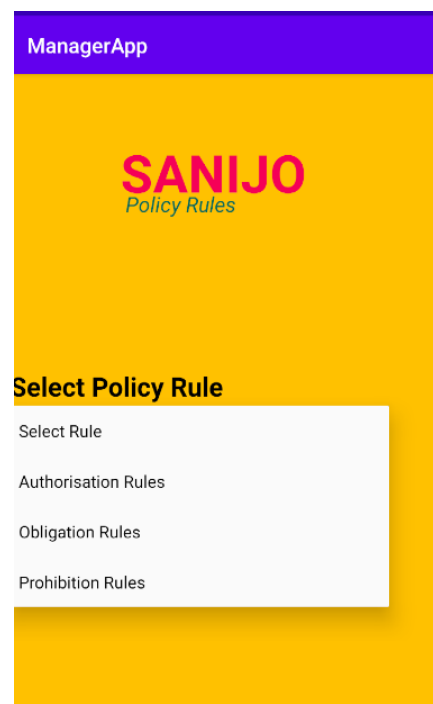 ManagerApp
SANIJO
Policy Rules
Select Policy Rule
Select Rule
Authorisation Rules
Obligation Rules
Prohibition Rules